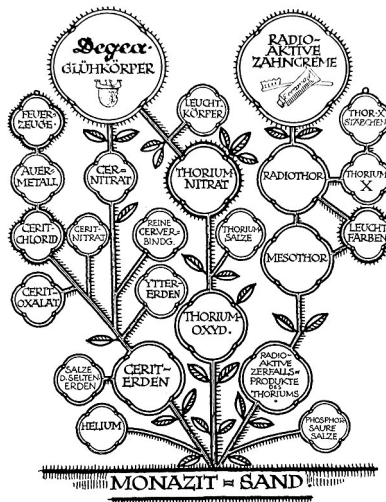 Degea-
GLÜHKÖRPER
RADIO-
AKTIVE
ZAHNCREME
FEUER-
ZEUGE
LEUCHT-
KÖRPER
THOR-X
STÄBCHEN
AUER-
METALL
CER-
NITRAT
THORIUM
NITRAT
RADIOTHOR
THORIUM
X
CERIT-
CHLORID
CERIT-
NITRAT
REINE
CERVER-
BINDG.
THORIUM
SALZE
LEUCHT
FARBEN
MESOTHOR
CERIT-
OXALAT
YTTER-
ERDEN
THORIUM
OXYD.
SALZE
D. SELTEN
ERDEN
CERIT-
ERDEN
RADIO-
AKTIVE
ZERFALLS=
PRODUKTE
DES
THORIUMS
HELIUM
PHOSPHOR
SAURE
SALZE
MONAZIT=SAND!